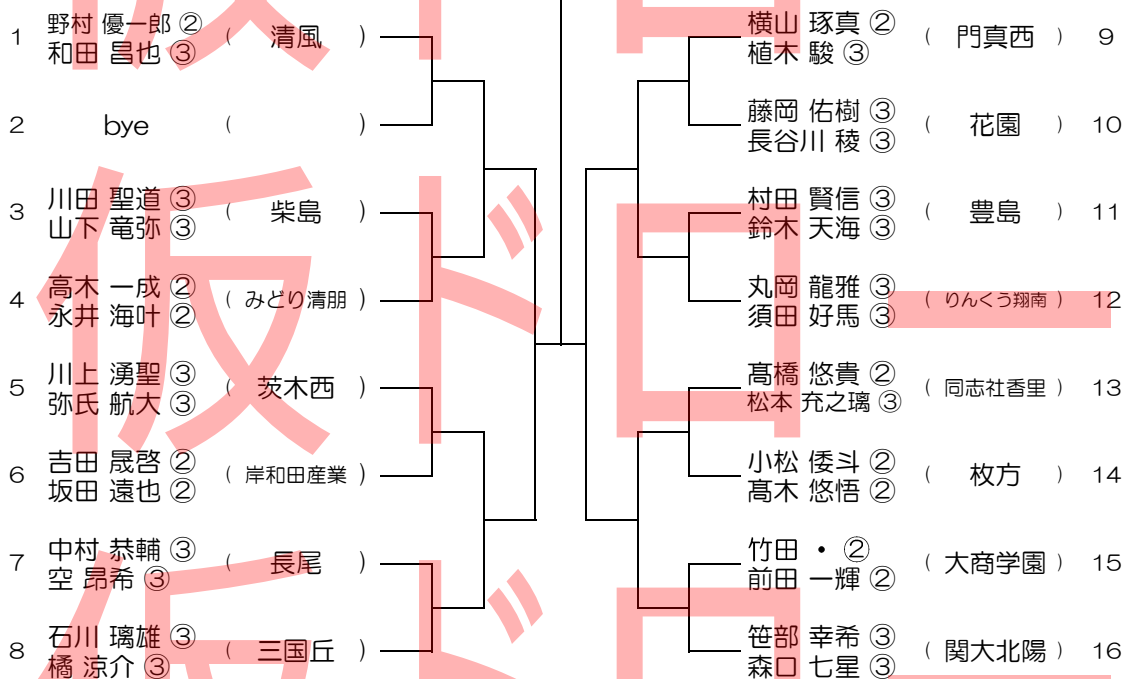 1 野村 優一郎 ② ( 清風 )
和田 昌也 ③
2 bye ( )
3 川田 聖道 ③ ( 柴島 )
山下 竜弥 ③
4 高木 一成 ② ( みどり清朋 )
永井 海叶 ②
5 川上 湧聖 ③ ( 茨木西 )
弥氏 航大 ③
6 吉田 晟啓 ② ( 岸和田産業 )
坂田 遠也 ②
7 中村 恭輔 ③ ( 長尾 )
空 昂希 ③
8 石川 璃雄 ③ ( 三国丘 )
橘 涼介 ③
横山 琢真 ② ( 門真西 ) 9
植木 駿 ③
藤岡 佑樹 ③ ( 花園 ) 10
長谷川 稜 ③
村田 賢信 ③ ( 豊島 ) 11
鈴木 天海 ③
丸岡 龍雅 ③ ( りんくう翔南 ) 12
須田 好馬 ③
髙橋 悠貴 ② ( 同志社香里 ) 13
松本 充之璃 ③
小松 倭斗 ② ( 枚方 ) 14
髙木 悠悟 ②
竹田 ・ ② ( 大商学園 ) 15
前田 一輝 ②
笹部 幸希 ③ ( 関大北陽 ) 16
森口 七星 ③
仮ドロー